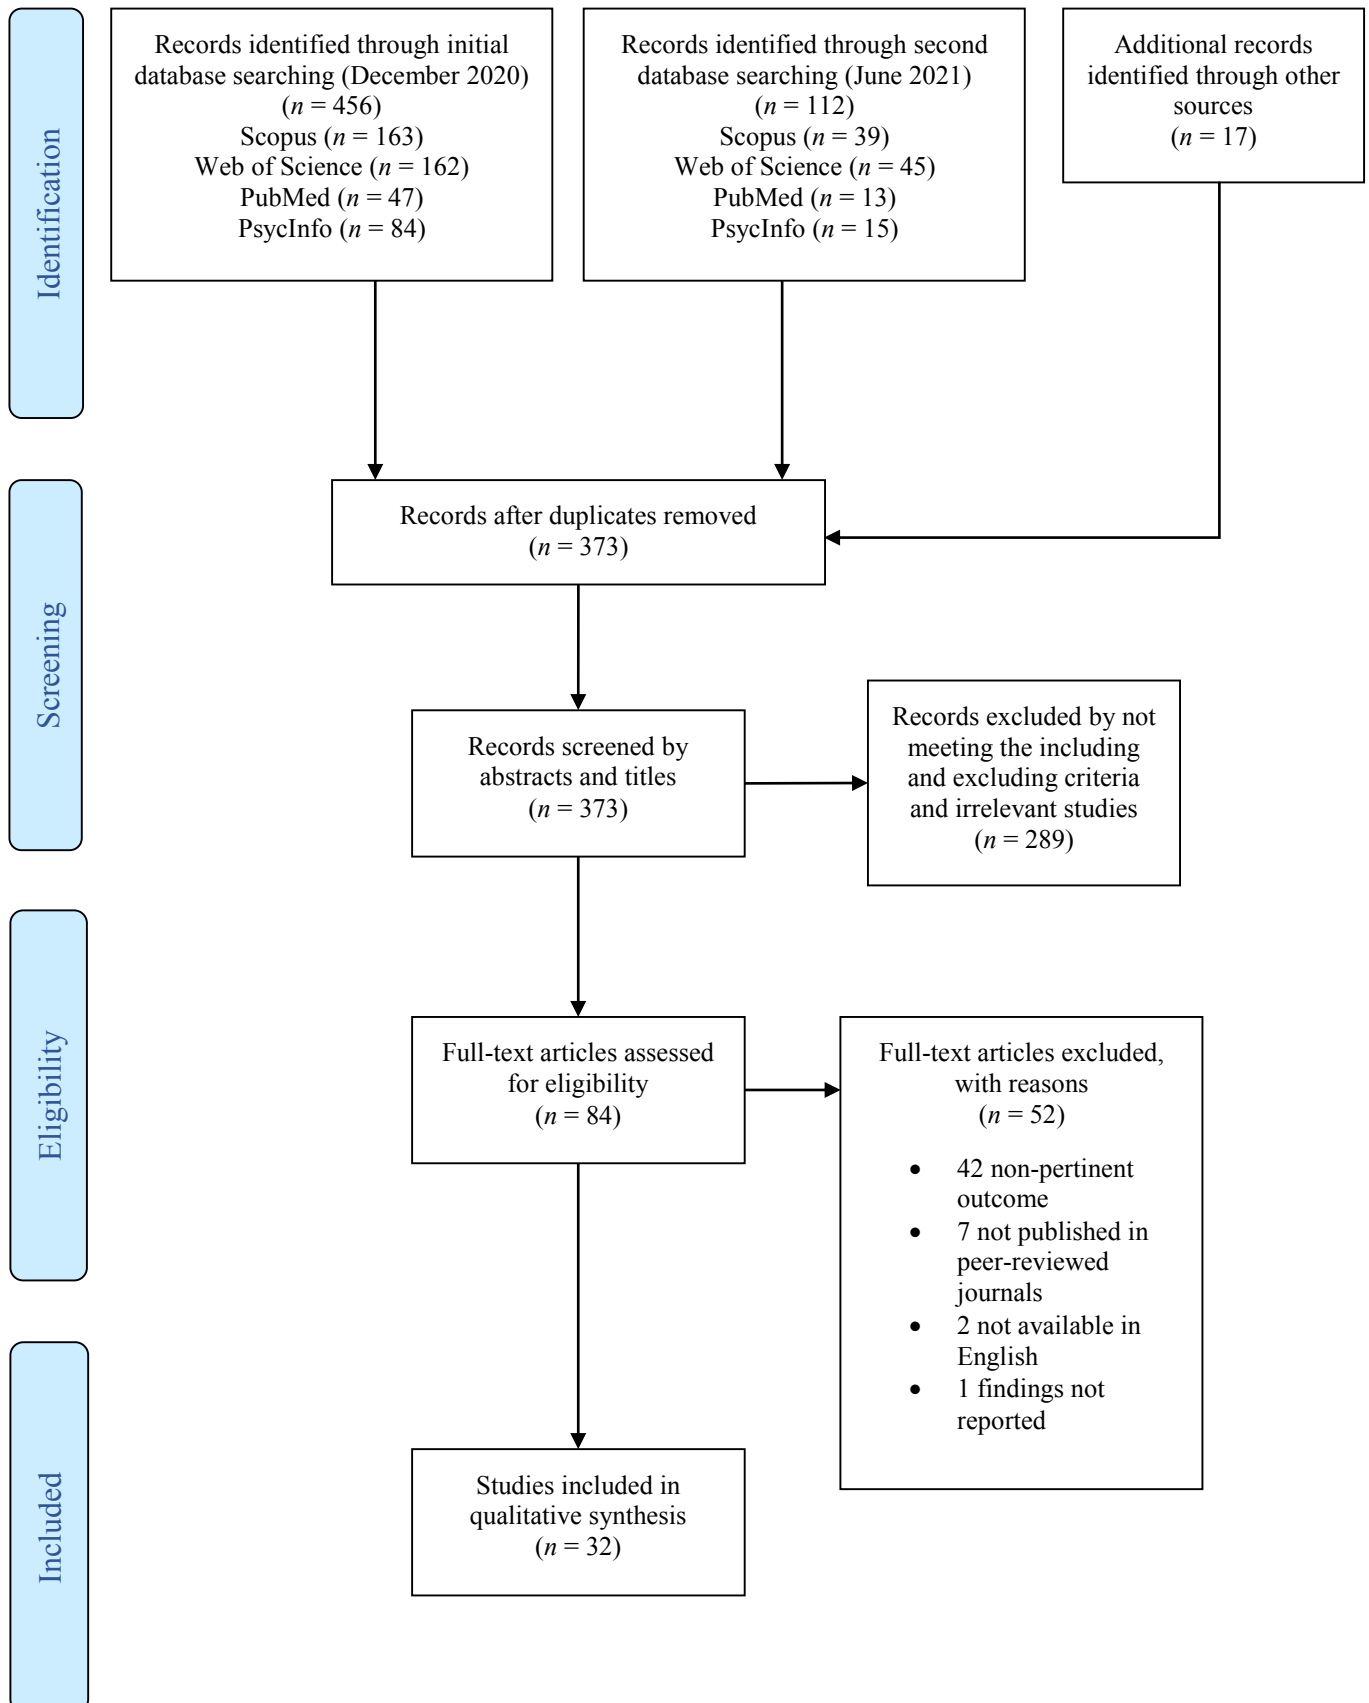 Identification
Records identified through initial
database searching (December 2020)
(n = 456)
Scopus (n = 163)
Web of Science (n = 162)
PubMed (n = 47)
PsycInfo (n = 84)
Records identified through second
database searching (June 2021)
(n = 112)
Scopus (n = 39)
Web of Science (n = 45)
PubMed (n = 13)
PsycInfo (n = 15)
Additional records
identified through other
sources
(n = 17)
Screening
Records after duplicates removed
(n = 373)
Records screened by
abstracts and titles
(n = 373)
Records excluded by not
meeting the including
and excluding criteria
and irrelevant studies
(n = 289)
Eligibility
Full-text articles assessed
for eligibility
(n = 84)
Full-text articles excluded,
with reasons
(n = 52)
• 42 non-pertinent
outcome
• 7 not published in
peer-reviewed
journals
• 2 not available in
English
• 1 findings not
reported
Included
Studies included in
qualitative synthesis
(n = 32)